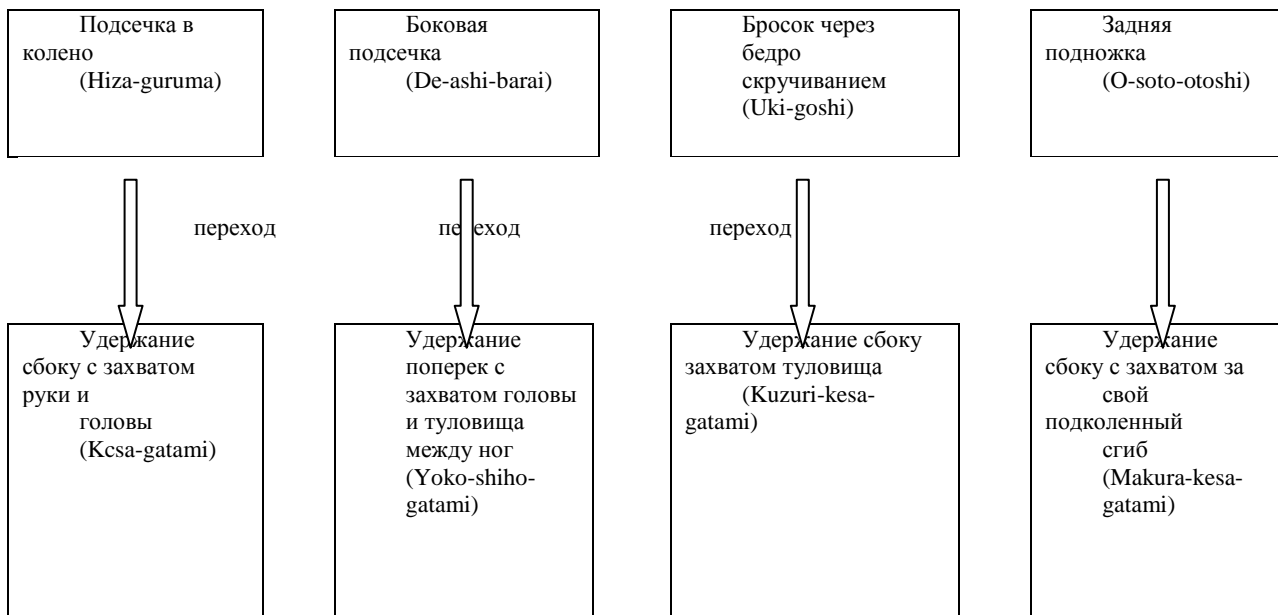 Подсечка в
колено
(Hiza-guruma)
Боковая
подсечка
(De-ashi-barai)
Бросок через
бедро
скручиванием
(Uki-goshi)
Задняя
подножка
(O-soto-otoshi)
переход
переход
переход
Удержание
сбоку с захватом
руки и
головы
(Kcsa-gatami)
Удержание
поперек с
захватом головы
и туловища
между ног
(Yoko-shiho-
gatami)
Удержание сбоку
захватом туловища
(Kuzuri-kesa-
gatami)
Удержание
сбоку с захватом за
свой
подколенный
сгиб
(Makura-kesa-
gatami)